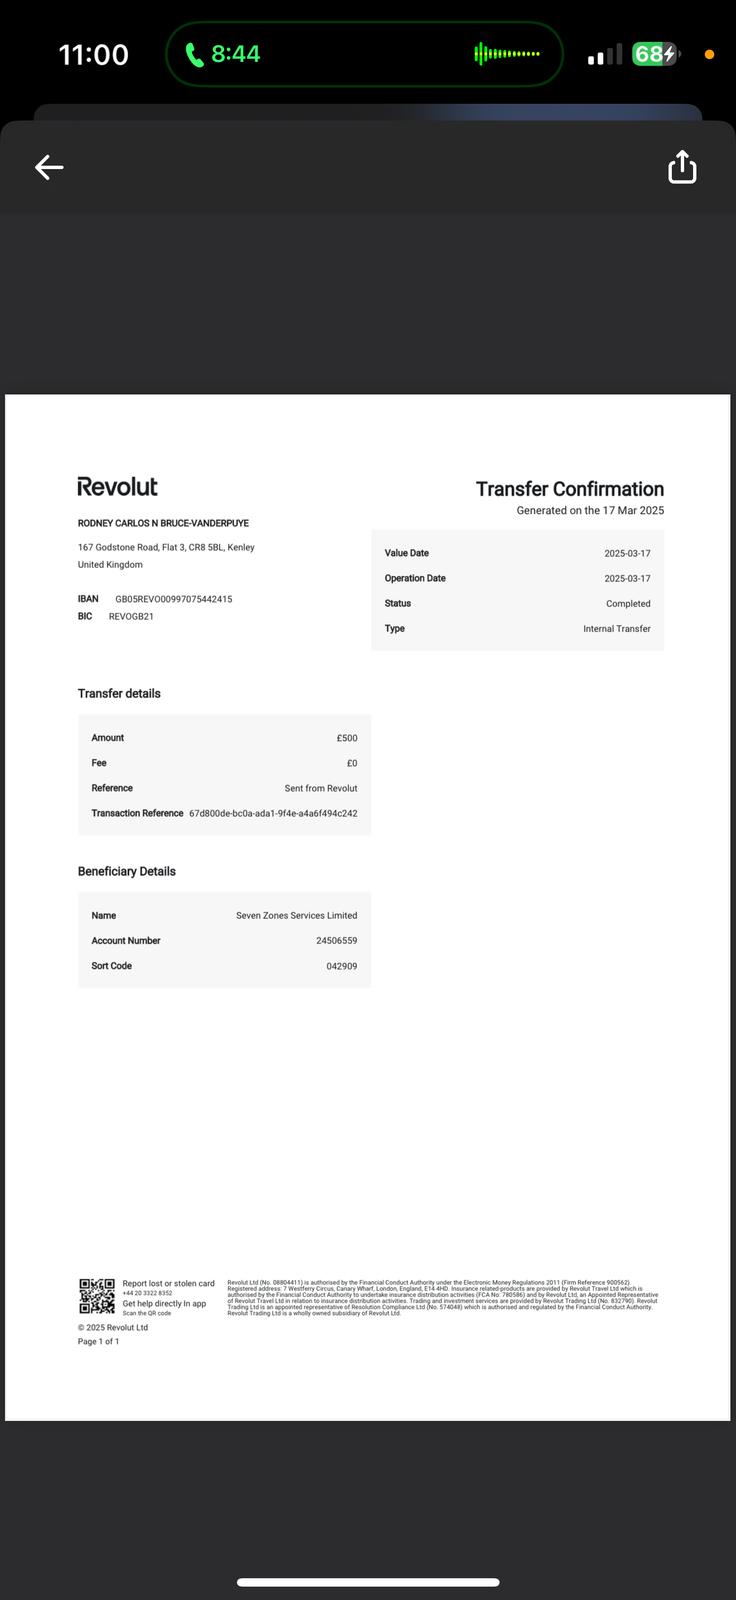 11:00
8:44
68
Revolut
Transfer Confirmation
Generated on the 17 Mar 2025
RODNEY CARLOS N BRUCE-VANDERPUYE
167 Godstone Road, Flat 3, CR8 5BL, Kenley
United Kingdom
IBAN GB05REVO00997075442415
BIC REVOGB21
Value Date 2025-03-17
Operation Date 2025-03-17
Status Completed
Type Internal Transfer
Transfer details
Amount £500
Fee £0
Reference Sent from Revolut
Transaction Reference 67d800de-bc0a-ada1-9f4e-a4a6f494c242
Beneficiary Details
Name Seven Zones Services Limited
Account Number 24506559
Sort Code 042909
Report lost or stolen card
+44 20 3322 8352
Get help directly In app
Scan the QR code
© 2025 Revolut Ltd
Page 1 of 1
Revolut Ltd (No. 08804411) is authorised by the Financial Conduct Authority under the Electronic Money Regulations 2011 (Firm Reference 900562).
Registered address: 7 Westferry Circus, Canary Wharf, London, England, E14 4HD. Insurance related-products are provided by Revolut Travel Ltd which is
authorised by the Financial Conduct Authority to undertake insurance distribution activities (FCA No: 780586) and by Revolut Ltd, an Appointed Representative
of Revolut Travel Ltd in relation to insurance distribution activities. Trading and investment services are provided by Revolut Trading Ltd (No. 832790). Revolut
Trading Ltd is an appointed representative of Resolution Compliance Ltd (No. 574048) which is authorised and regulated by the Financial Conduct Authority.
Revolut Trading Ltd is a wholly owned subsidiary of Revolut Ltd.